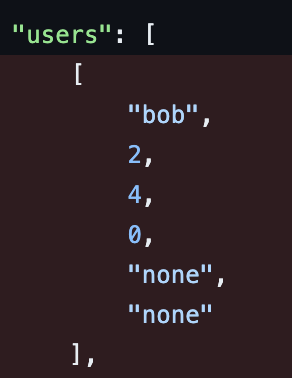 "users": [
[
"bob",
2,
4,
0,
"none",
"none"
],